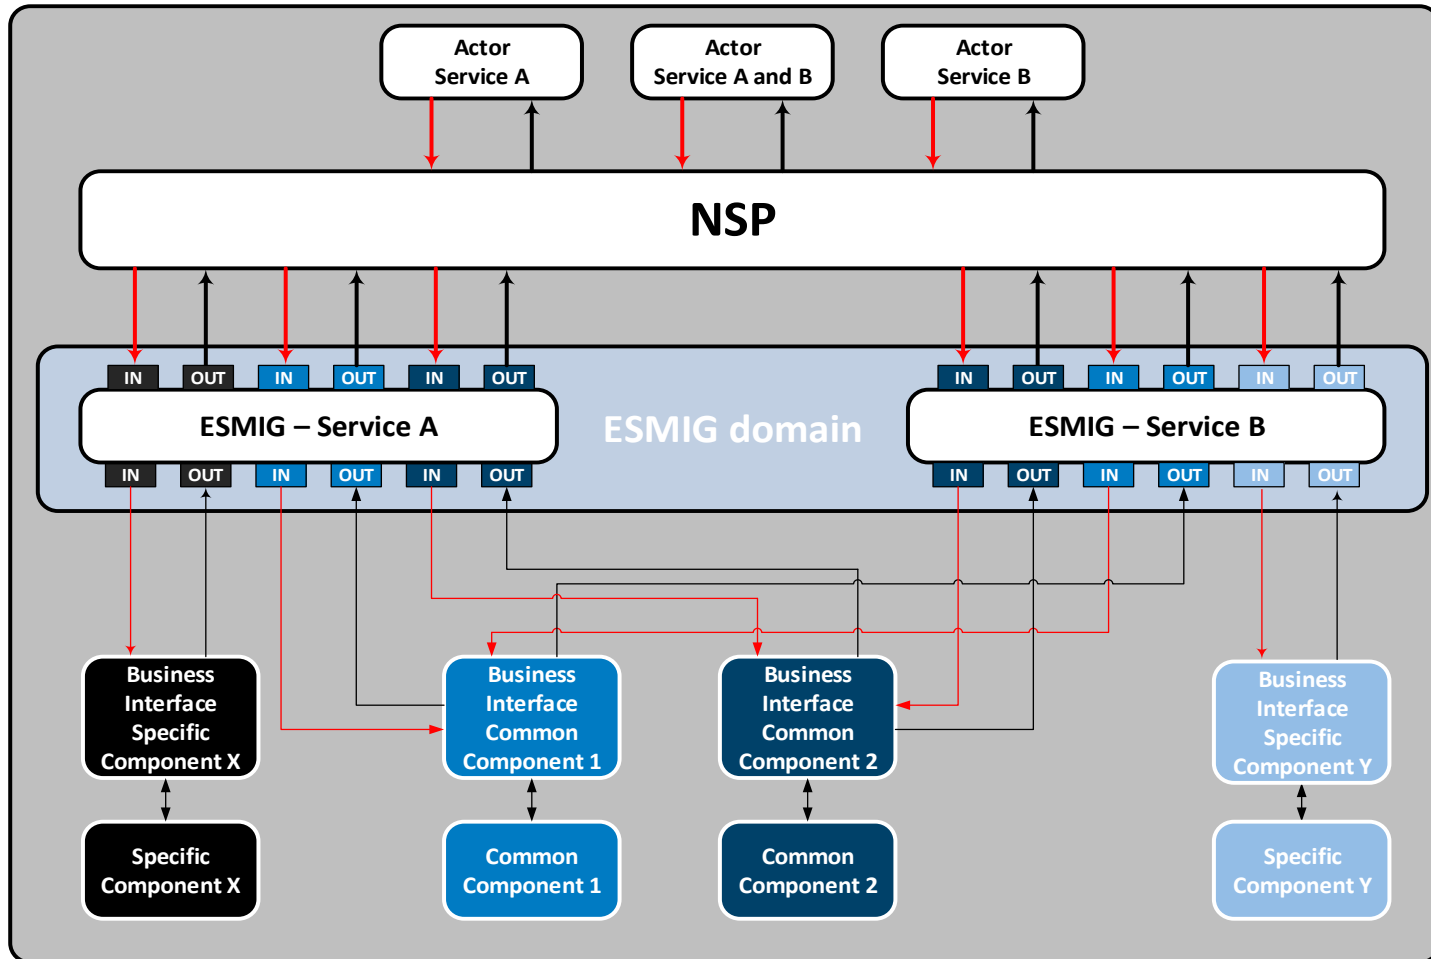 Actor
Service A
Actor
Service A and B
Actor
Service B
NSP
IN OUT IN OUT IN OUT
IN OUT IN OUT IN OUT
ESMIG – Service A
ESMIG domain
ESMIG – Service B
IN OUT IN OUT IN OUT
IN OUT IN OUT IN OUT
Business
Interface
Specific
Component X
Business
Interface
Common
Component 1
Business
Interface
Common
Component 2
Business
Interface
Specific
Component Y
Specific
Component X
Common
Component 1
Common
Component 2
Specific
Component Y